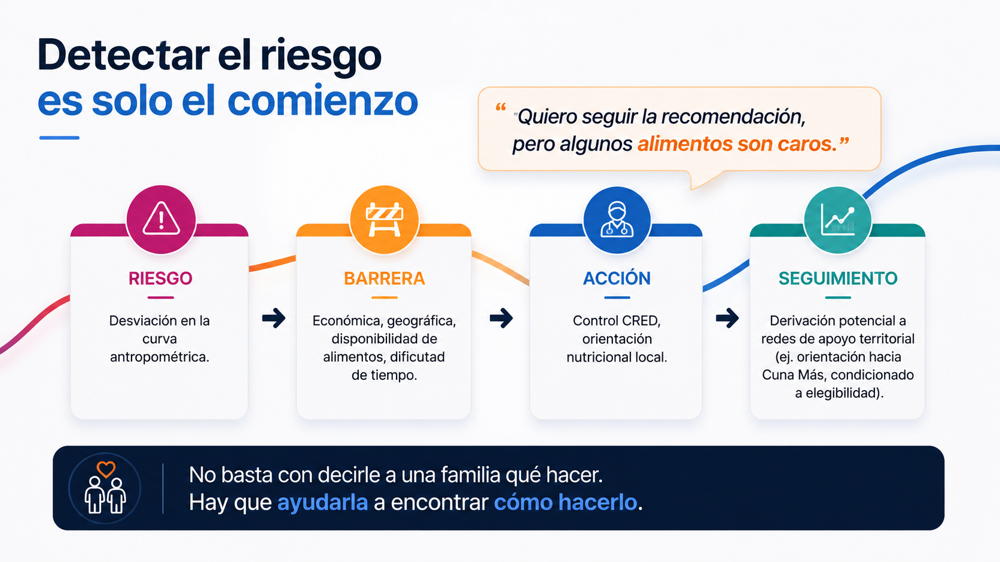 Detectar el riesgo
es solo el comienzo
“ "Quiero seguir la recomendación,
pero algunos alimentos son caros.”
RIESGO
Desviación en la
curva
antropométrica.
BARRERA
Económica, geográfica,
disponibilidad de
alimentos, dificutad
de tiempo.
ACCIÓN
Control CRED,
orientación
nutricional local.
SEGUIMIENTO
Derivación potencial a
redes de apoyo territorial
(ej. orientación hacia
Cuna Más, condicionado
a elegibilidad).
No basta con decirle a una familia qué hacer.
Hay que ayudarla a encontrar cómo hacerlo.